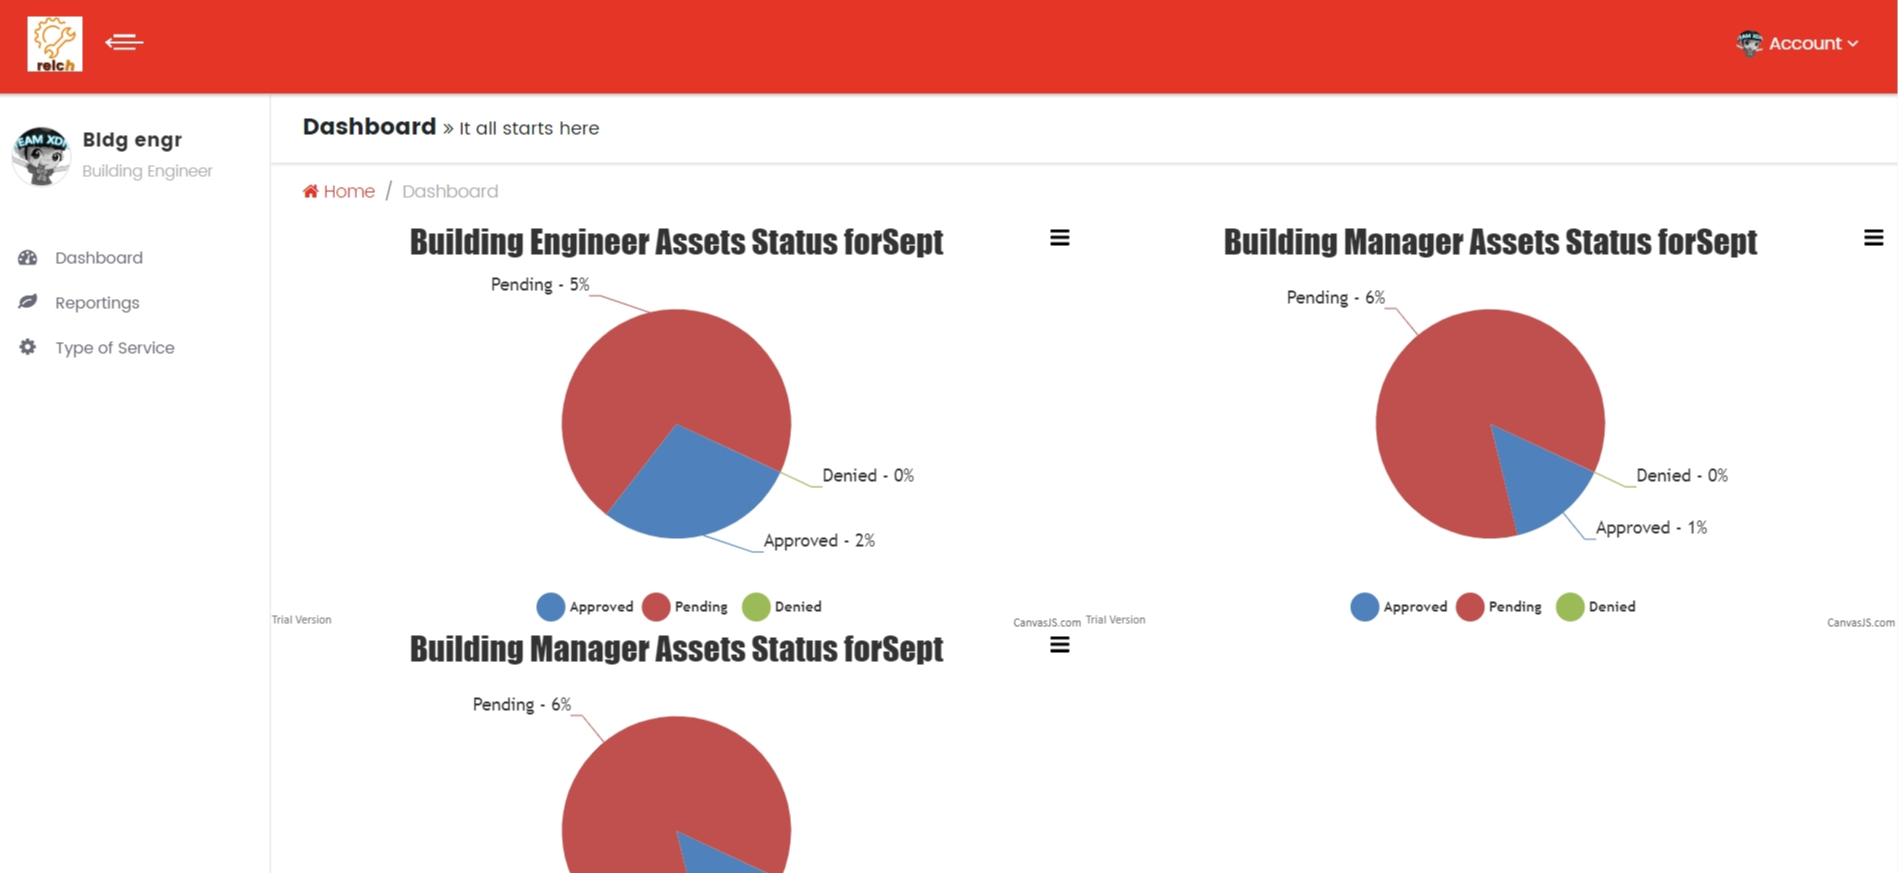 relch
Account
Dashboard » It all starts here
Bldg engr
Building Engineer
Home / Dashboard
Dashboard
Reportings
Type of Service
Building Engineer Assets Status forSept
Pending - 5%
Denied - 0%
Approved - 2%
Approved Pending Denied
Trial Version
CanvasJS.com
Building Manager Assets Status forSept
Pending - 6%
Denied - 0%
Approved - 1%
Approved Pending Denied
Trial Version
CanvasJS.com
Building Manager Assets Status forSept
Pending - 6%